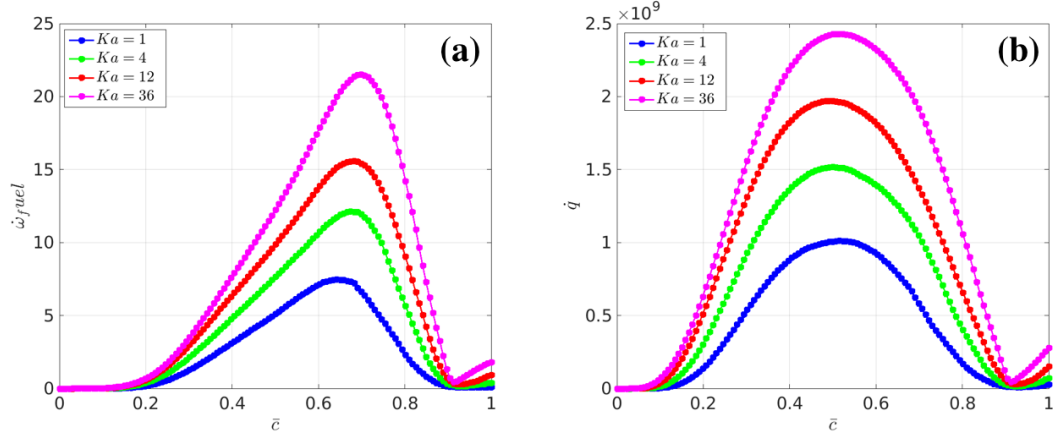 (a)
Ka = 1
Ka = 4
Ka = 12
Ka = 36
25
20
15
10
5
0
ω̇_fuel
0 0.2 0.4 0.6 0.8 1
c̄
(b)
×10⁹
Ka = 1
Ka = 4
Ka = 12
Ka = 36
2.5
2
1.5
1
0.5
0
q̇
0 0.2 0.4 0.6 0.8 1
c̄